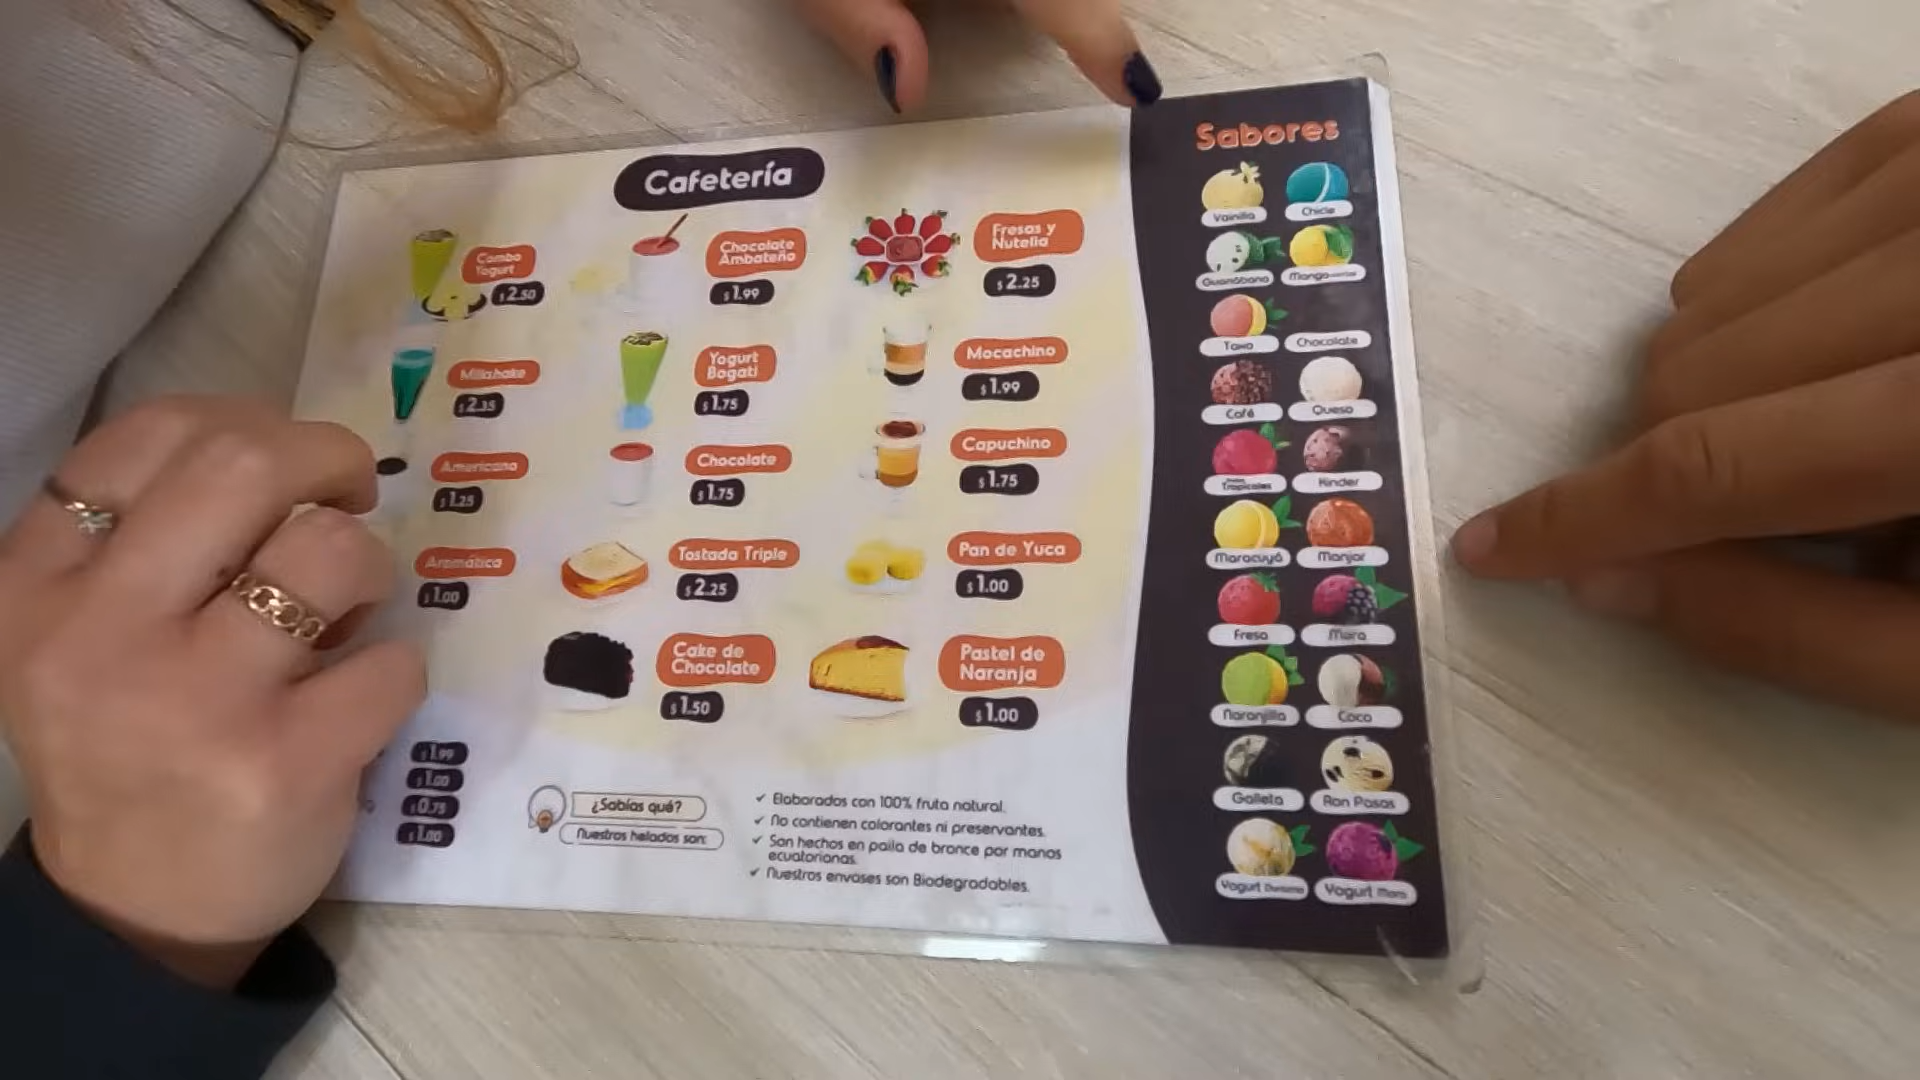 Cafetería
Combo
Yogurt
$2.50
Chocolate
Ambateño
$1.99
Fresas y
Nutella
$2.25
Milkshake
$2.35
Yogurt
Bogati
$1.75
Mocachino
$1.99
Americano
$1.25
Chocolate
$1.75
Capuchino
$1.75
Aromática
$1.00
Tostada Triple
$2.25
Pan de Yuca
$1.00
Cake de
Chocolate
$1.50
Pastel de
Naranja
$1.00
$1.99
$1.00
$0.75
$1.00
¿Sabías qué?
Nuestros helados son:
✓ Elaborados con 100% fruta natural.
✓ No contienen colorantes ni preservantes.
✓ Son hechos en paila de bronce por manos
ecuatorianas.
✓ Nuestros envases son Biodegradables.
Sabores
Vainilla
Chicle
Guanábana
Mango
Taxo
Chocolate
Café
Queso
Tropicales
Kinder
Maracuyá
Manjar
Fresa
Mora
Naranjilla
Coco
Galleta
Ron Pasas
Yogurt
Yogurt Mora